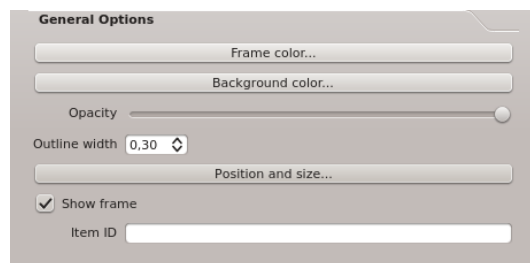 General Options
Frame color...
Background color...
Opacity
Outline width 0,30
Position and size...
Show frame
Item ID